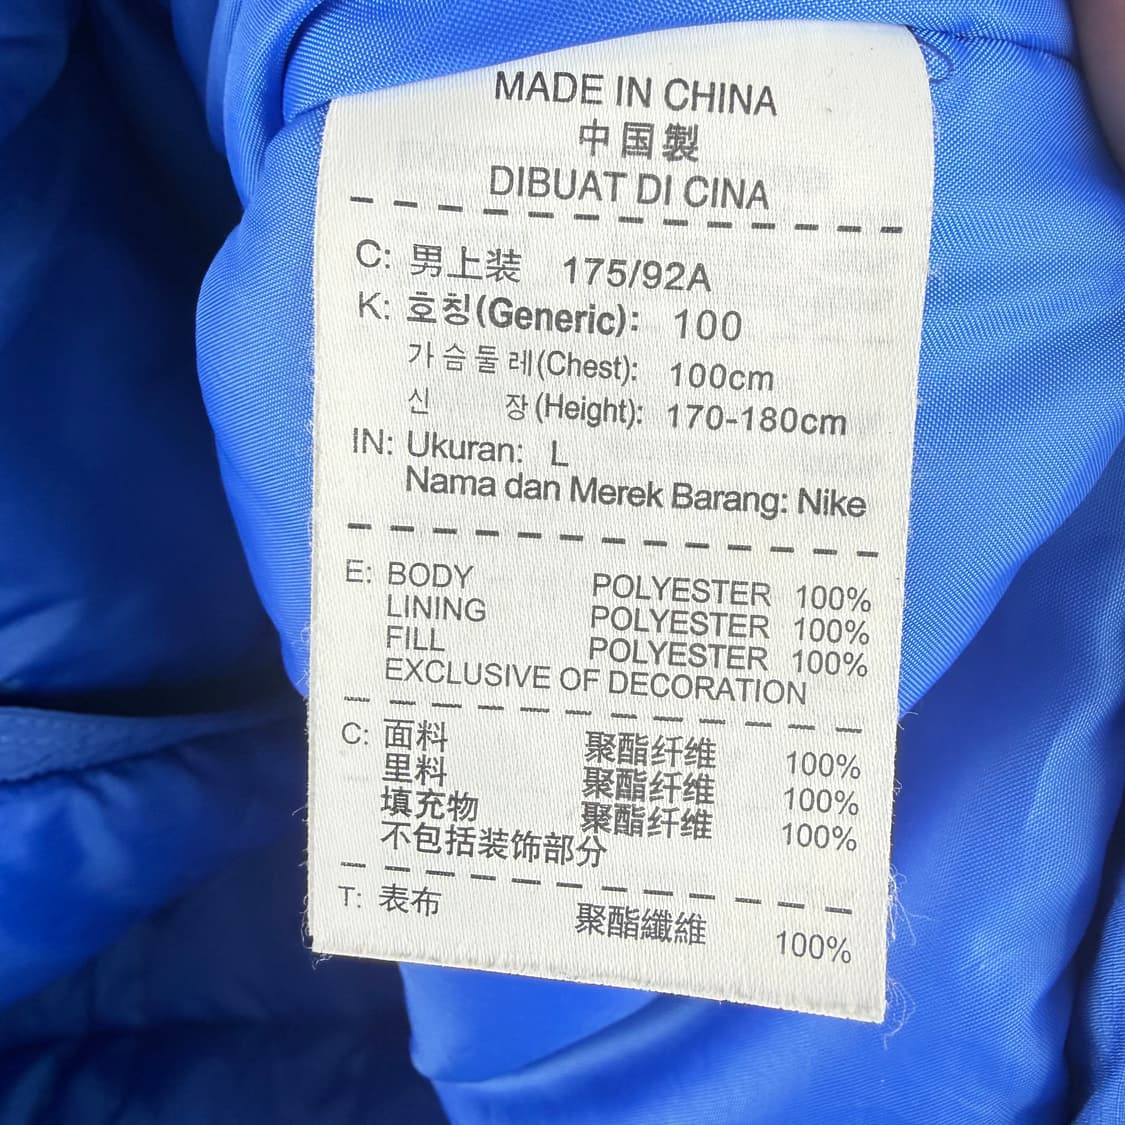 MADE IN CHINA
中国製
DIBUAT DI CINA
C: 男上装 175/92A
K: 호칭(Generic): 100
가슴둘레(Chest): 100cm
신 장(Height): 170-180cm
IN: Ukuran: L
Nama dan Merek Barang: Nike
E: BODY POLYESTER 100%
LINING POLYESTER 100%
FILL POLYESTER 100%
EXCLUSIVE OF DECORATION
C: 面料 聚酯纤维 100%
里料 聚酯纤维 100%
填充物 聚酯纤维 100%
不包括装饰部分
T: 表布 聚酯纖維 100%